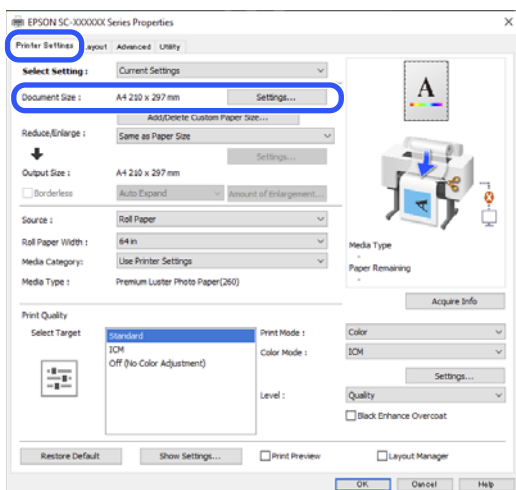 EPSON SC-XXXXXX Series Properties
Printer Settings Layout Advanced Utility
Select Setting : Current Settings
Document Size : A4 210 x 297 mm Settings...
Add/Delete Custom Paper Size...
Reduce/Enlarge : Same as Paper Size
Settings...
Output Size : A4 210 x 297 mm
Borderless Auto Expand Amount of Enlargement...
Source : Roll Paper
Roll Paper Width : 64 in
Media Category: Use Printer Settings
Media Type : Premium Luster Photo Paper(260)
A
A
Media Type
-
Paper Remaining
-
Acquire Info
Print Quality
Select Target
Standard
ICM
Off (No Color Adjustment)
Print Mode : Color
Color Mode : ICM
Settings...
Level : Quality
Black Enhance Overcoat
Restore Default Show Settings... Print Preview Layout Manager
OK Cancel Help